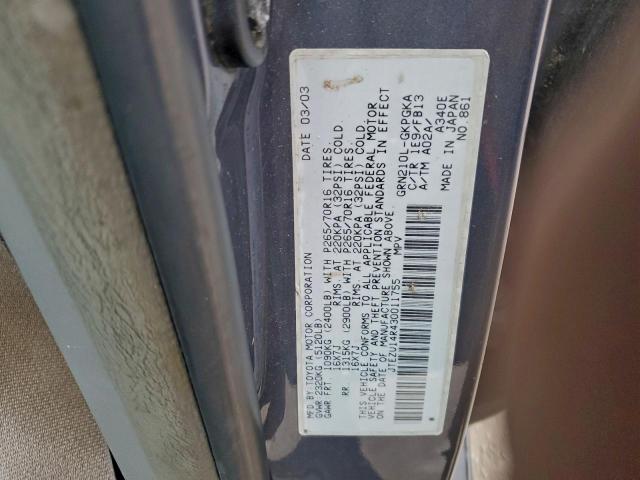 MFD BY: TOYOTA MOTOR CORPORATION DATE 03/03
GVWR: 2320KG (5120LB)
GAWR FRT 1090KG (2400LB) WITH P265/70R16 TIRES.
16X7J RIMS AT 220KPA (32PSI) COLD
RR 1315KG (2900LB) WITH P265/70R16 TIRES.
16X7J RIMS AT 220KPA (32PSI) COLD
THIS VEHICLE CONFORMS TO ALL APPLICABLE FEDERAL MOTOR
VEHICLE SAFETY AND THEFT PREVENTION STANDARDS IN EFFECT
ON THE DATE OF MANUFACTURE SHOWN ABOVE.
JTEZU14R430011755 MPV
GRN210L-GKPGKA
C/TR 1E9/FB13
A/TM A02A/ A340E
MADE IN JAPAN
NO.861